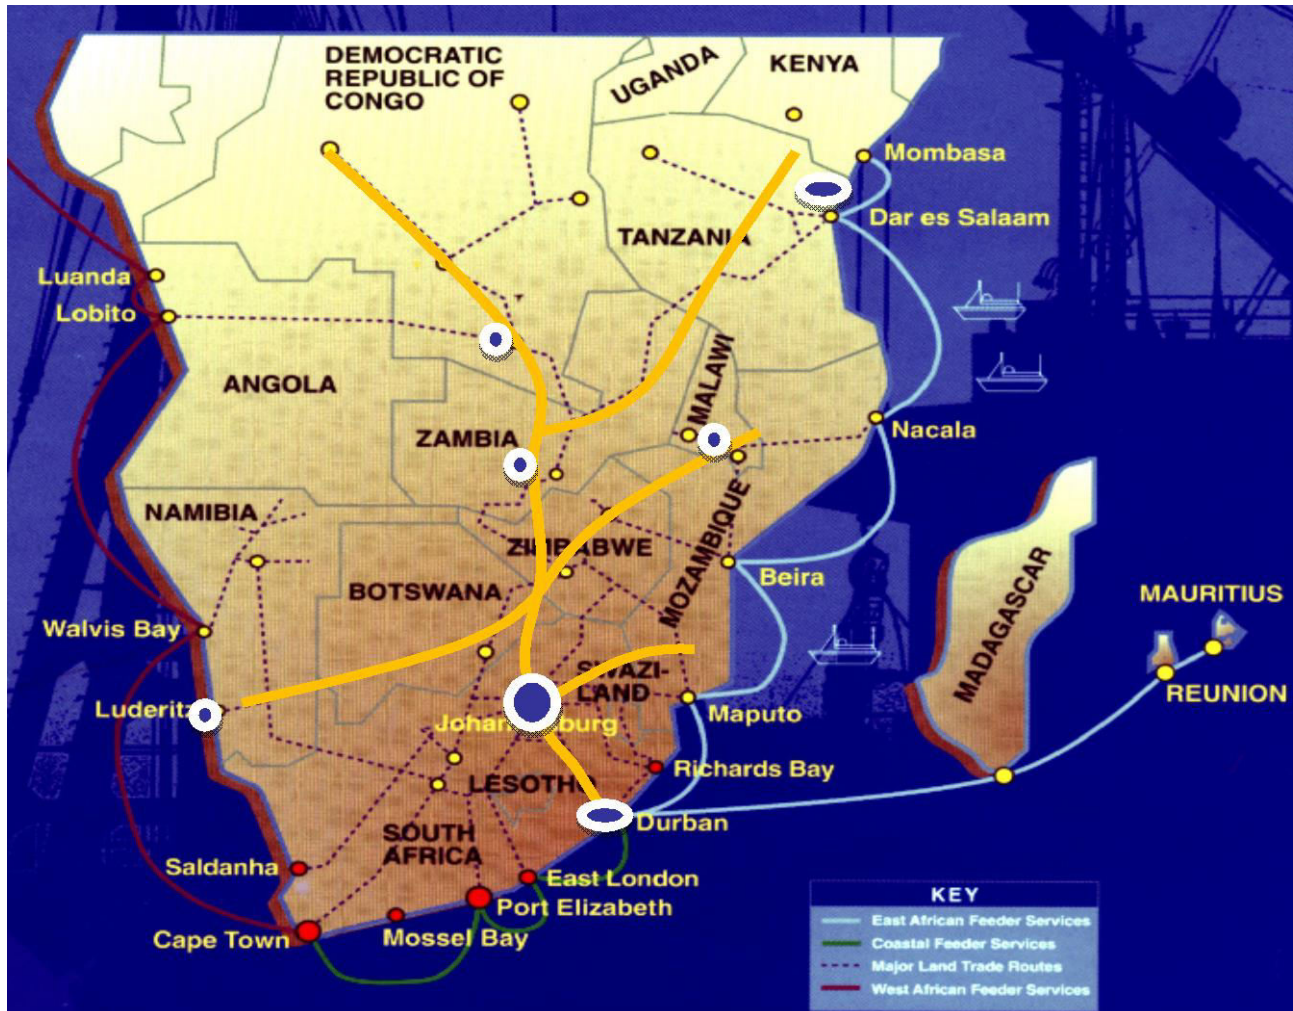 DEMOCRATIC
REPUBLIC OF
CONGO
UGANDA
KENYA
Mombasa
Dar es Salaam
TANZANIA
Luanda
Lobito
ANGOLA
MALAWI
ZAMBIA
Nacala
NAMIBIA
ZIMBABWE
MOZAMBIQUE
BOTSWANA
Beira
MADAGASCAR
MAURITIUS
Walvis Bay
SWAZI-
LAND
REUNION
Luderitz
Maputo
Johannesburg
Richards Bay
LESOTHO
Durban
SOUTH
AFRICA
Saldanha
East London
Port Elizabeth
Cape Town
Mossel Bay
KEY
East African Feeder Services
Coastal Feeder Services
Major Land Trade Routes
West African Feeder Services